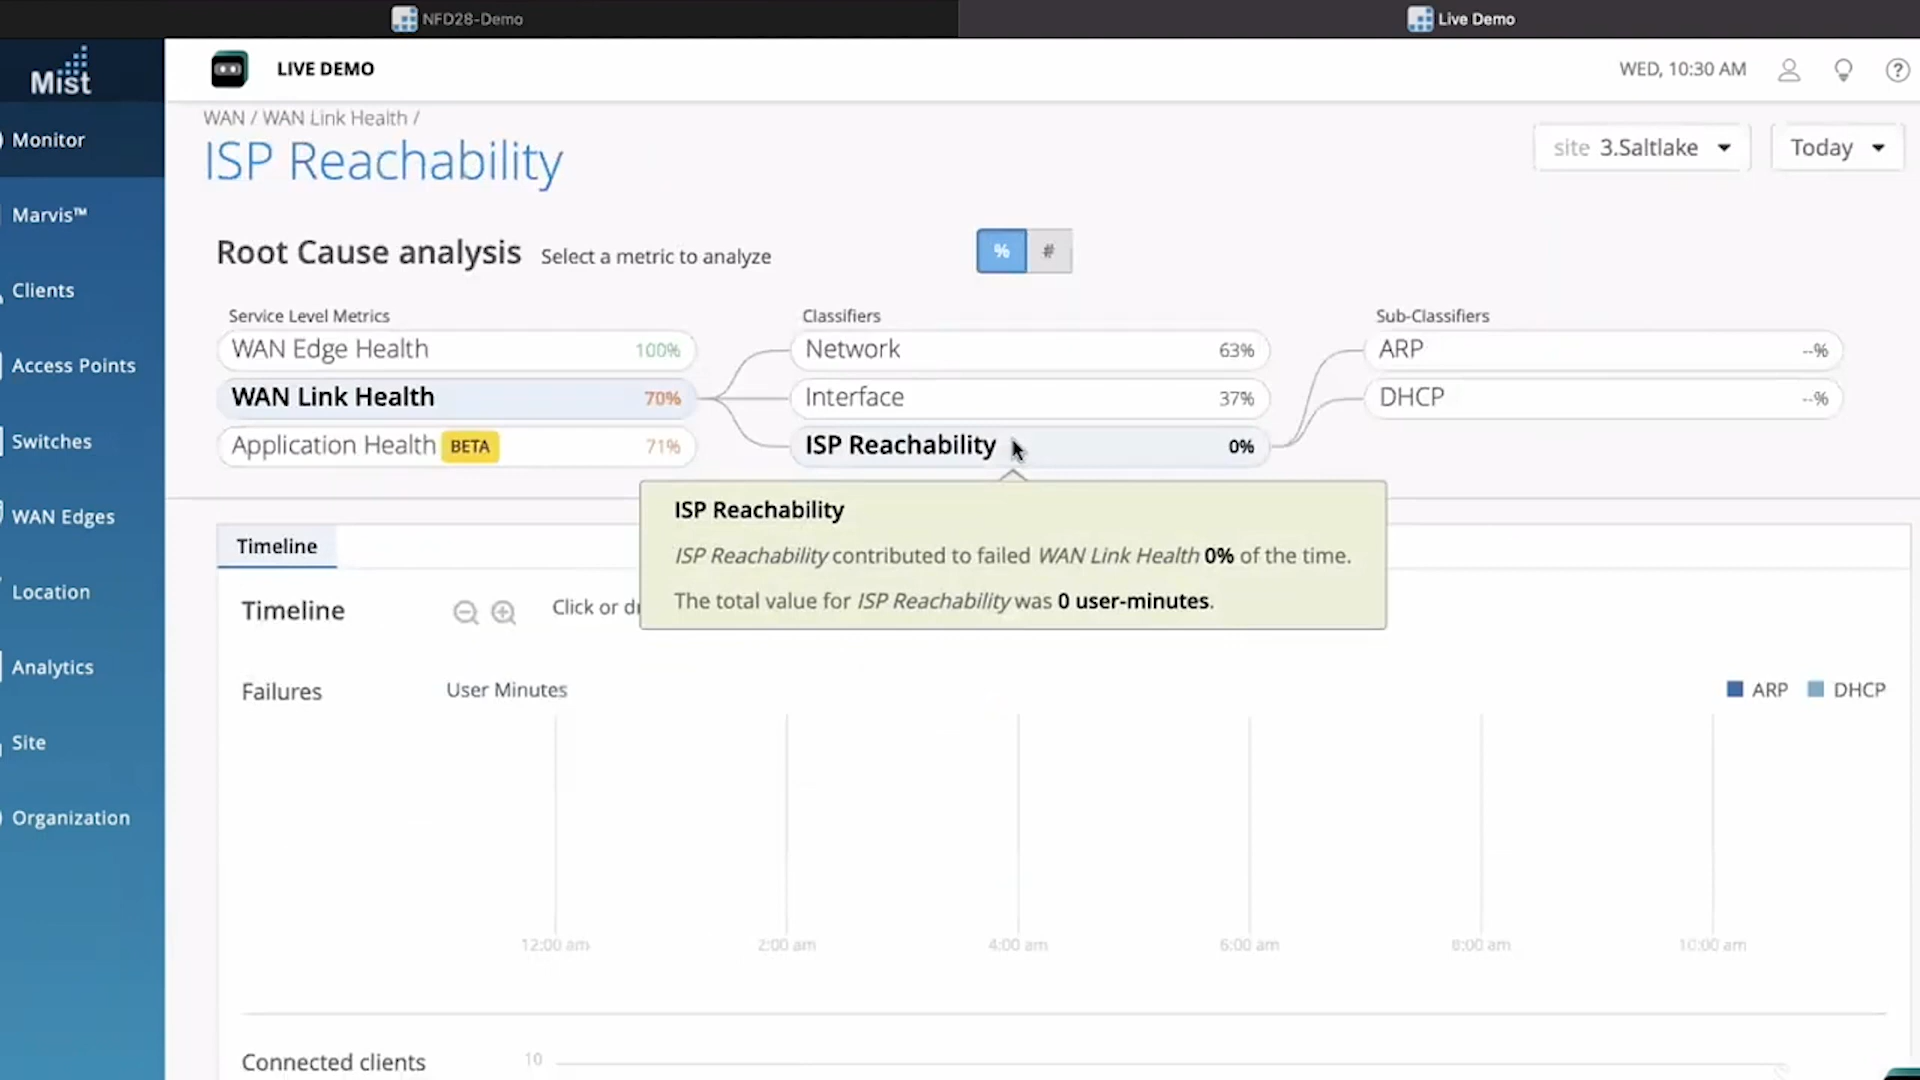 NFD28-Demo
Live Demo
Mist
LIVE DEMO
WED, 10:30 AM
?
Monitor
Marvis™
Clients
Access Points
Switches
WAN Edges
Location
Analytics
Site
Organization
WAN / WAN Link Health /
ISP Reachability
site 3.Saltlake
Today
Root Cause analysis Select a metric to analyze
% #
Service Level Metrics
WAN Edge Health 100%
WAN Link Health 70%
Application Health BETA 71%
Classifiers
Network 63%
Interface 37%
ISP Reachability 0%
Sub-Classifiers
ARP --%
DHCP --%
ISP Reachability
ISP Reachability contributed to failed WAN Link Health 0% of the time.
The total value for ISP Reachability was 0 user-minutes.
Timeline
Timeline Click or
Failures User Minutes
ARP DHCP
12:00 am 2:00 am 4:00 am 6:00 am 8:00 am 10:00 am
Connected clients 10